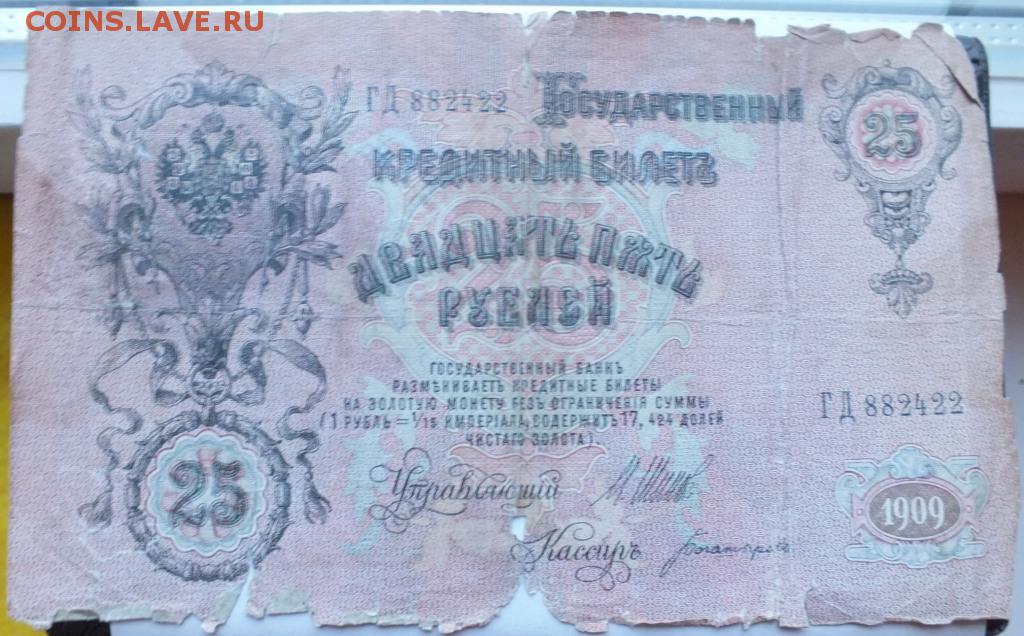 COINS.LAVE.RU
ГД 882422
ГОСУДАРСТВЕННЫЙ
КРЕДИТНЫЙ БИЛЕТЪ
25
ДВАДЦАТЬ ПЯТЬ
РУБЛЕЙ
ГОСУДАРСТВЕННЫЙ БАНКЪ
РАЗМѢНИВАЕТЪ КРЕДИТНЫЕ БИЛЕТЫ
НА ЗОЛОТУЮ МОНЕТУ БЕЗЪ ОГРАНИЧЕНІЯ СУММЫ
(1 РУБЛЬ = 1/15 ИМПЕРІАЛА, СОДЕРЖИТЪ 17, 424 ДОЛЕЙ
ЧИСТАГО ЗОЛОТА).
ГД 882422
25
Управляющій
И. Шипов
1909
Кассиръ